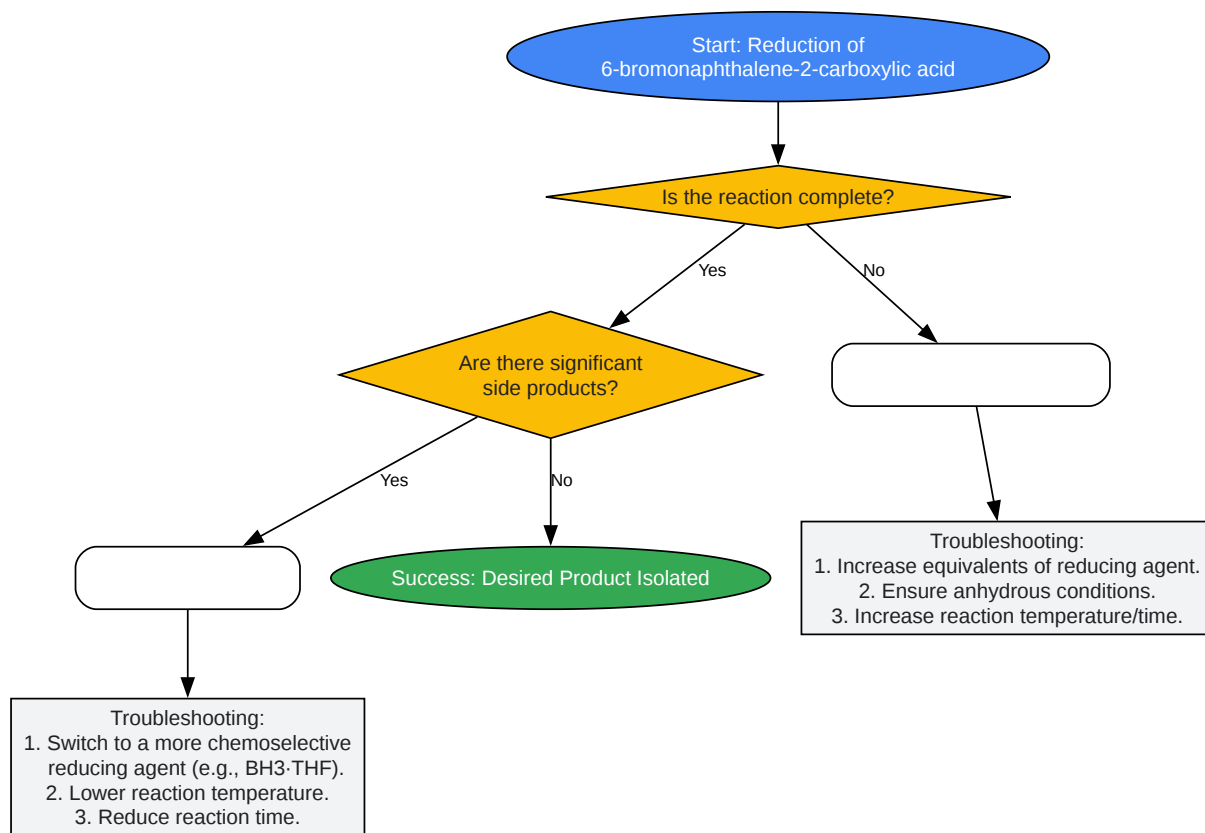 Start: Reduction of
6-bromonaphthalene-2-carboxylic acid
Is the reaction complete?
Yes
No
Are there significant
side products?
Yes
No
Success: Desired Product Isolated
Troubleshooting:
1. Increase equivalents of reducing agent.
2. Ensure anhydrous conditions.
3. Increase reaction temperature/time.
Troubleshooting:
1. Switch to a more chemoselective
reducing agent (e.g., BH3·THF).
2. Lower reaction temperature.
3. Reduce reaction time.